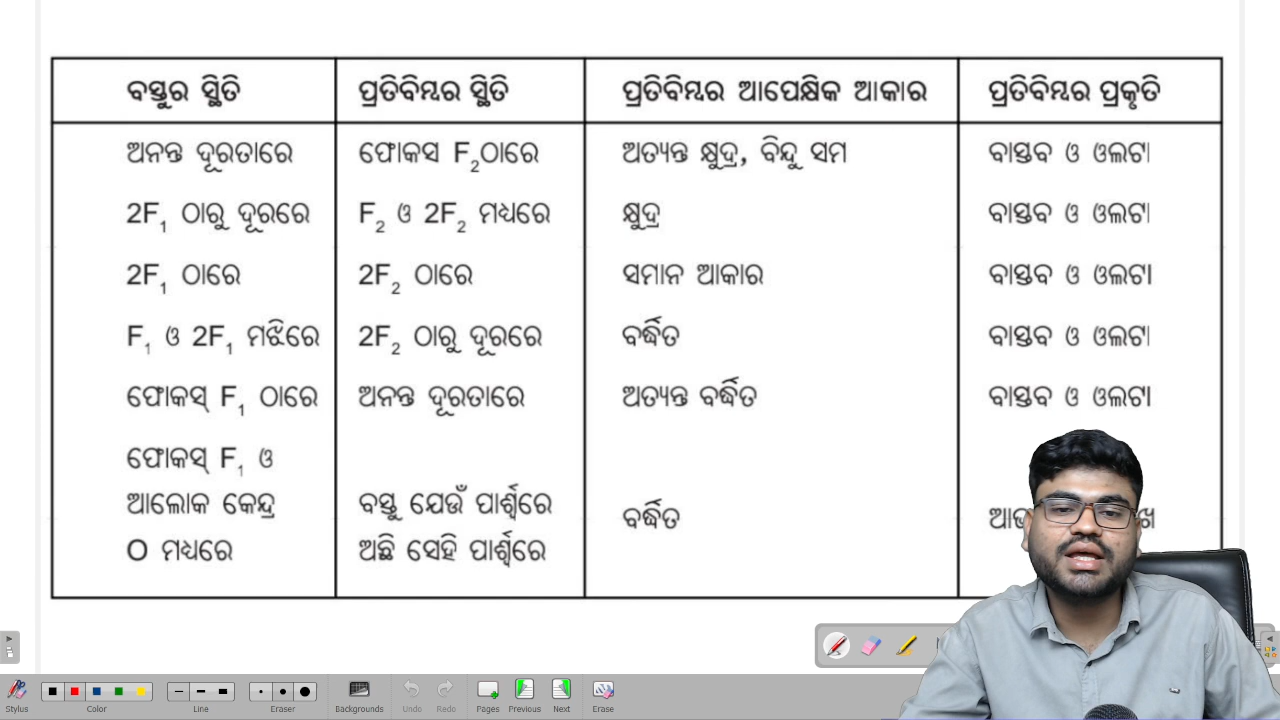 ବସ୍ତୁର ସ୍ଥିତି ପ୍ରତିବିମ୍ବର ସ୍ଥିତି ପ୍ରତିବିମ୍ବର ଆପେକ୍ଷିକ ଆକାର ପ୍ରତିବିମ୍ବର ପ୍ରକୃତି
ଅନନ୍ତ ଦୂରତାରେ ଫୋକସ F₂ଠାରେ ଅତ୍ୟନ୍ତ କ୍ଷୁଦ୍ର, ବିନ୍ଦୁ ସମ ବାସ୍ତବ ଓ ଓଲଟା
2F₁ ଠାରୁ ଦୂରରେ F₂ ଓ 2F₂ ମଧ୍ୟରେ କ୍ଷୁଦ୍ର ବାସ୍ତବ ଓ ଓଲଟା
2F₁ ଠାରେ 2F₂ ଠାରେ ସମାନ ଆକାର ବାସ୍ତବ ଓ ଓଲଟା
F₁ ଓ 2F₁ ମଝିରେ 2F₂ ଠାରୁ ଦୂରରେ ବର୍ଦ୍ଧିତ ବାସ୍ତବ ଓ ଓଲଟା
ଫୋକସ୍ F₁ ଠାରେ ଅନନ୍ତ ଦୂରତାରେ ଅତ୍ୟନ୍ତ ବର୍ଦ୍ଧିତ ବାସ୍ତବ ଓ ଓଲଟା
ଫୋକସ୍ F₁ ଓ
ଆଲୋକ କେନ୍ଦ୍ର ବସ୍ତୁ ଯେଉଁ ପାର୍ଶ୍ୱରେ
ବର୍ଦ୍ଧିତ
O ମଧ୍ୟରେ ଅଛି ସେହି ପାର୍ଶ୍ୱରେ
Stylus Color Line Eraser Backgrounds Undo Redo Pages Previous Next Erase